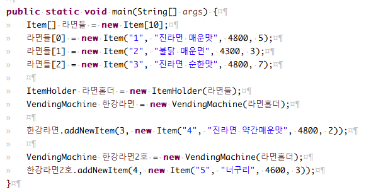 public static void main(String[] args) {
Item[] 라면들 = new Item[10];
라면들[0] = new Item("1", "진라면 매운맛", 4800, 5);
라면들[1] = new Item("2", "불닭 매운면", 4300, 3);
라면들[2] = new Item("3", "진라면 순한맛", 4800, 7);
ItemHolder 라면홀더 = new ItemHolder(라면들);
VendingMachine 한강라면 = new VendingMachine(라면홀더);
한강라면.addNewItem(3, new Item("4", "진라면 약간매운맛", 4800, 2));
VendingMachine 한강라면2호 = new VendingMachine(라면홀더);
한강라면2호.addNewItem(4, new Item("5", "너구리", 4600, 3));
}